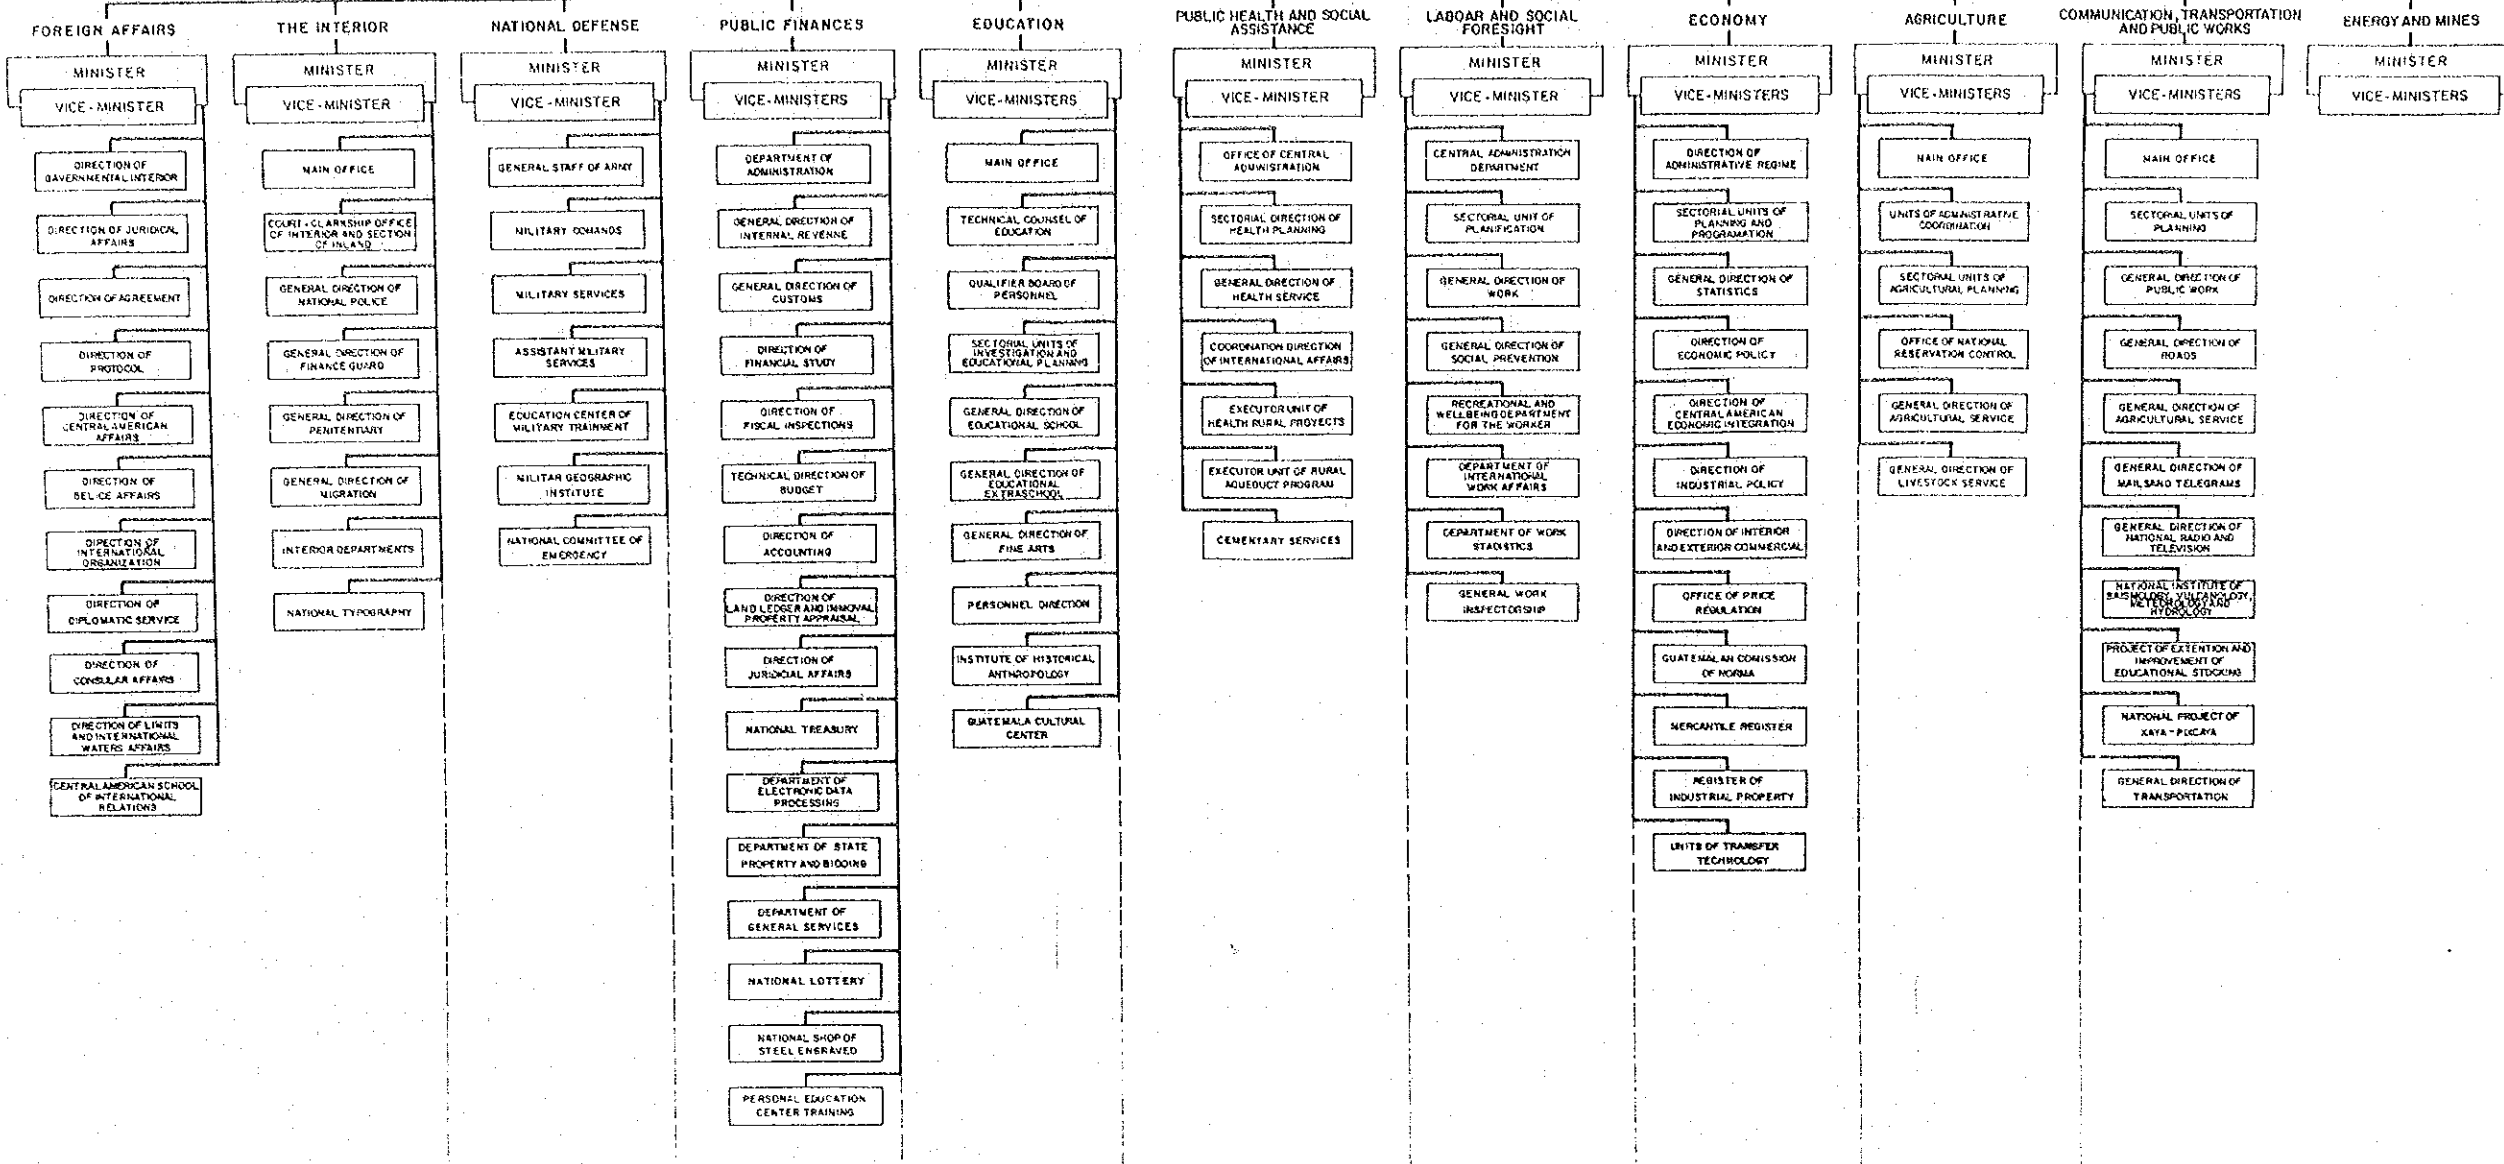 FOREIGN AFFAIRS
MINISTER
VICE-MINISTER
DIRECTION OF
GAVERNMENTAL INTERIOR
DIRECTION OF JURIDICAL
AFFAIRS
DIRECTION OF AGREEMENT
DIRECTION OF
PROTOCOL
DIRECTION OF
CENTRAL AMERICAN
AFFAIRS
DIRECTION OF
BELICE AFFAIRS
DIRECTION OF
INTERNATIONAL
ORGANIZATION
DIRECTION OF
DIPLOMATIC SERVICE
DIRECTION OF
CONSULAR AFFAIRS
DIRECTION OF LIMITS
AND INTERNATIONAL
WATERS AFFAIRS
CENTRAL AMERICAN SCHOOL
OF INTERNATIONAL
RELATIONS
THE INTERIOR
MINISTER
VICE-MINISTER
MAIN OFFICE
COURT-CLARKSHIP OFFICE
OF INTERIOR AND SECTION
OF INLAND
GENERAL DIRECTION OF
NATIONAL POLICE
GENERAL DIRECTION OF
FINANCE GUARD
GENERAL DIRECTION OF
PENITENTIARY
GENERAL DIRECTION OF
MIGRATION
INTERIOR DEPARTMENTS
NATIONAL TYPOGRAPHY
NATIONAL DEFENSE
MINISTER
VICE-MINISTER
GENERAL STAFF OF ARMY
MILITARY COMANDS
MILITARY SERVICES
ASSISTANT MILITARY
SERVICES
EDUCATION CENTER OF
MILITARY TRAINMENT
MILITAR GEOGRAPHIC
INSTITUTE
NATIONAL COMMITTEE OF
EMERGENCY
PUBLIC FINANCES
MINISTER
VICE-MINISTERS
DEPARTMENT OF
ADMINISTRATION
GENERAL DIRECTION OF
INTERNAL REVENNE
GENERAL DIRECTION OF
CUSTOMS
DIRECTION OF
FINANCIAL STUDY
DIRECTION OF
FISCAL INSPECTIONS
TECHNICAL DIRECTION OF
BUDGET
DIRECTION OF
ACCOUNTING
DIRECTION OF
LAND LEDGER AND IMMOVAL
PROPERTY APPRAISAL
DIRECTION OF
JURIDICIAL AFFAIRS
NATIONAL TREASURY
DEPARTMENT OF
ELECTRONIC DATA
PROCESSING
DEPARTMENT OF STATE
PROPERTY AND BIDDING
DEPARTMENT OF
GENERAL SERVICES
NATIONAL LOTTERY
NATIONAL SHOP OF
STEEL ENGRAVED
PERSONAL EDUCATION
CENTER TRAINING
EDUCATION
MINISTER
VICE-MINISTERS
MAIN OFFICE
TECHNICAL COUNSEL OF
EDUCATION
QUALIFIER BOARD OF
PERSONNEL
SECTORIAL UNITS OF
INVESTIGATION AND
EDUCATIONAL PLANNING
GENERAL DIRECTION OF
EDUCATIONAL SCHOOL
GENERAL DIRECTION OF
EDUCATIONAL
EXTRASCHOOL
GENERAL DIRECTION OF
FINE ARTS
PERSONNEL DIRECTION
INSTITUTE OF HISTORICAL
ANTHROPOLOGY
GUATEMALA CULTURAL
CENTER
PUBLIC HEALTH AND SOCIAL
ASSISTANCE
MINISTER
VICE-MINISTER
OFFICE OF CENTRAL
ADMINISTRATION
SECTORIAL DIRECTION OF
HEALTH PLANNING
GENERAL DIRECTION OF
HEALTH SERVICE
COORDINATION DIRECTION
OF INTERNATIONAL AFFAIRS
EXECUTOR UNIT OF
HEALTH RURAL PROYECTS
EXECUTOR UNIT OF RURAL
AQUEDUCT PROGRAM
CEMENTARY SERVICES
LABOAR AND SOCIAL
FORESIGHT
MINISTER
VICE-MINISTER
CENTRAL ADMINISTRATION
DEPARTMENT
SECTORIAL UNIT OF
PLANIFICATION
GENERAL DIRECTION OF
WORK
GENERAL DIRECTION OF
SOCIAL PREVENTION
RECREATIONAL AND
WELLBEING DEPARTMENT
FOR THE WORKER
DEPARTMENT OF
INTERNATIONAL
WORK AFFAIRS
DEPARTMENT OF WORK
STADISTICS
GENERAL WORK
INSPECTORSHIP
ECONOMY
MINISTER
VICE-MINISTERS
DIRECTION OF
ADMINISTRATIVE REGIME
SECTORIAL UNITS OF
PLANNING AND
PROGRAMATION
GENERAL DIRECTION OF
STATISTICS
DIRECTION OF
ECONOMIC POLICY
DIRECTION OF
CENTRAL AMERICAN
ECONOMIC INTEGRATION
DIRECTION OF
INDUSTRIAL POLICY
DIRECTION OF INTERIOR
AND EXTERIOR COMMERCIAL
OFFICE OF PRICE
REGULATION
GUATEMALAN COMISSION
OF NORMA
MERCANTILE REGISTER
REGISTER OF
INDUSTRIAL PROPERTY
UNITS OF TRANSFER
TECHNOLOGY
AGRICULTURE
MINISTER
VICE-MINISTERS
MAIN OFFICE
UNITS OF ADMINISTRATIVE
COORDINATION
SECTORIAL UNITS OF
AGRICULTURAL PLANNING
OFFICE OF NATIONAL
RESERVATION CONTROL
GENERAL DIRECTION OF
AGRICULTURAL SERVICE
GENERAL DIRECTION OF
LIVESTOCK SERVICE
COMMUNICATION, TRANSPORTATION
AND PUBLIC WORKS
MINISTER
VICE-MINISTERS
MAIN OFFICE
SECTORIAL UNITS OF
PLANNING
GENERAL DIRECTION OF
PUBLIC WORK
GENERAL DIRECTION OF
ROADS
GENERAL DIRECTION OF
AGRICULTURAL SERVICE
GENERAL DIRECTION OF
MAILS AND TELEGRAMS
GENERAL DIRECTION OF
NATIONAL RADIO AND
TELEVISION
NATIONAL INSTITUTE OF
SAISMOLOGY, VULCANOLOGY,
METEOROLOGY AND
HYDROLOGY
PROJECT OF EXTENTION AND
IMPROVEMENT OF
EDUCATIONAL STOCKING
NATIONAL PROJECT OF
XAYA-PIXCAYA
GENERAL DIRECTION OF
TRANSPORTATION
ENERGY AND MINES
MINISTER
VICE-MINISTERS